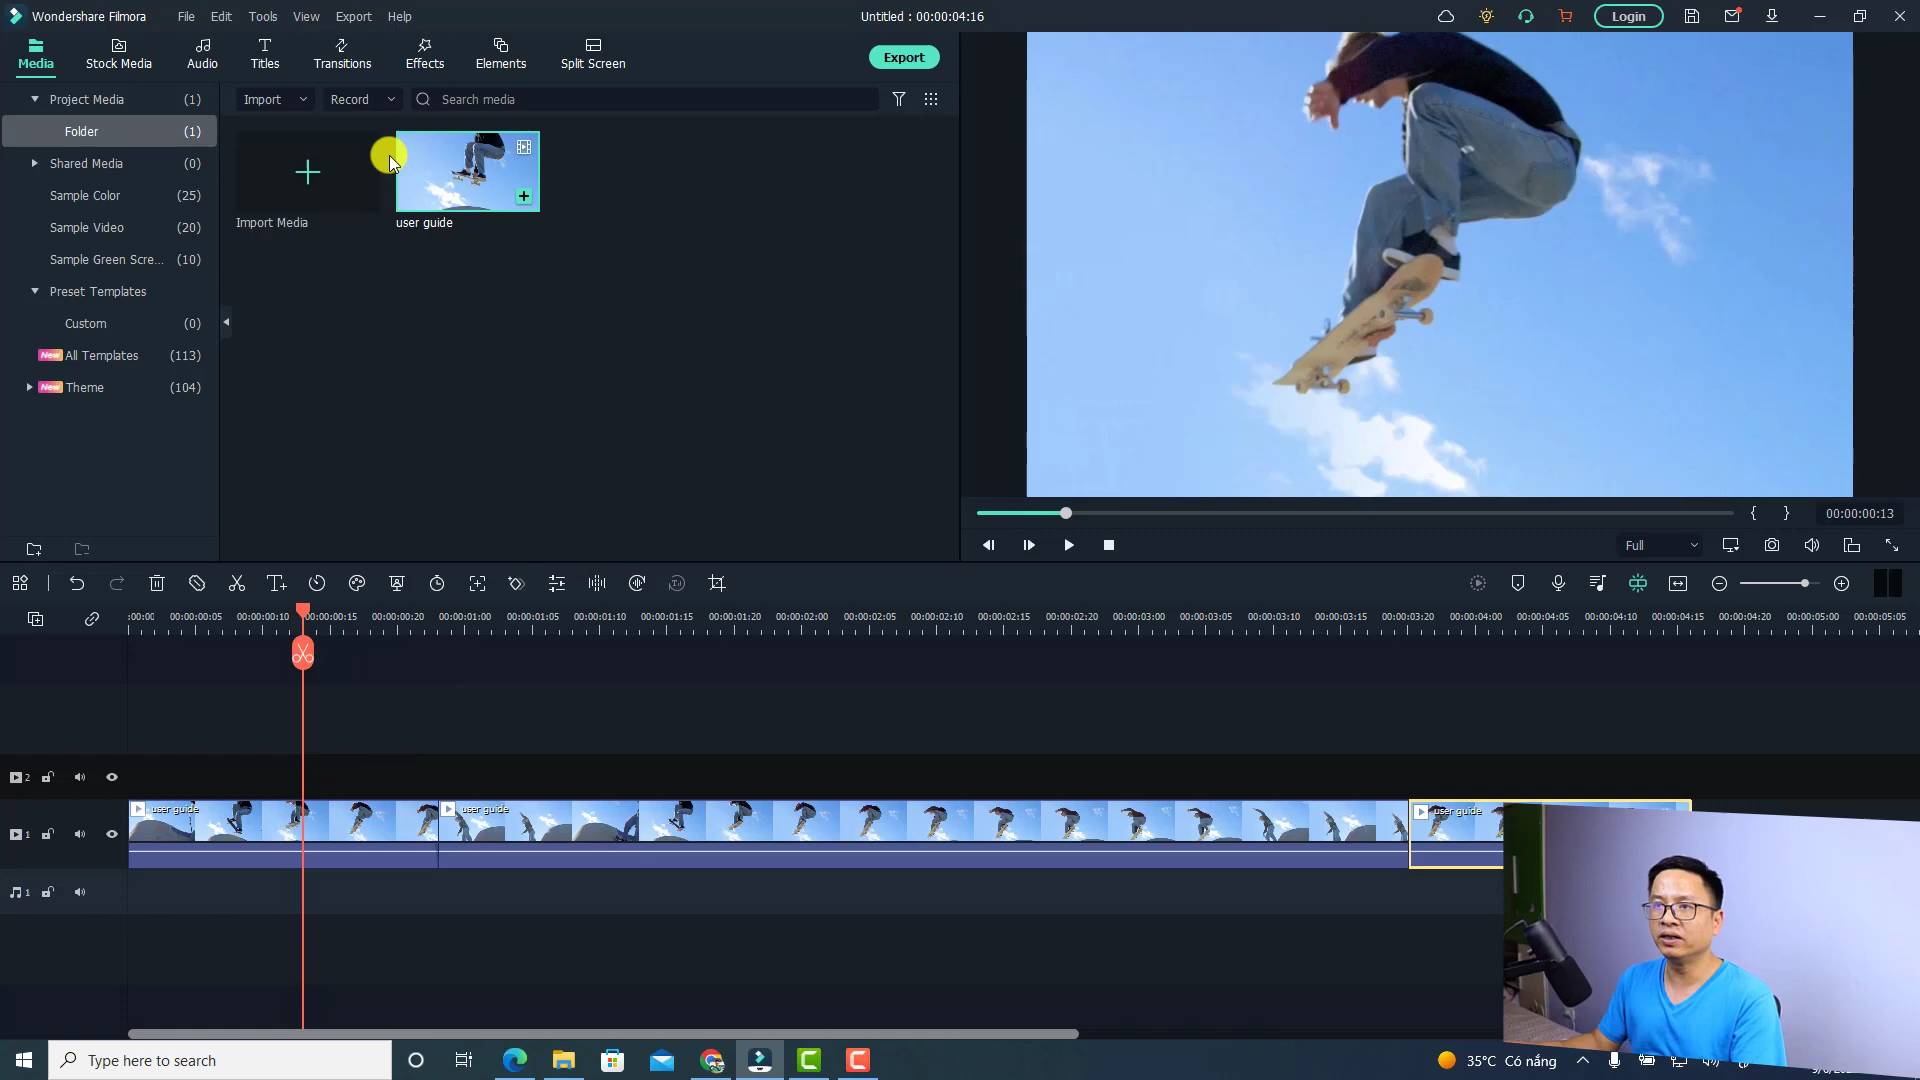 Wondershare Filmora
File Edit Tools View Export Help
Untitled : 00:00:04:16
Login
Media
Stock Media
Audio
Titles
Transitions
Effects
Elements
Split Screen
Export
Project Media (1)
Folder (1)
Shared Media (0)
Sample Color (25)
Sample Video (20)
Sample Green Scre... (10)
Preset Templates
Custom (0)
New All Templates (113)
New Theme (104)
Import
Record
Search media
Import Media
user guide
00:00:00:13
Full
:00:00 00:00:00:05 00:00:00:10 00:00:00:15 00:00:00:20 00:00:01:00 00:00:01:05 00:00:01:10 00:00:01:15 00:00:01:20 00:00:02:00 00:00:02:05 00:00:02:10 00:00:02:15 00:00:02:20 00:00:03:00 00:00:03:05 00:00:03:10 00:00:03:15 00:00:03:20 00:00:04:00 00:00:04:05 00:00:04:10 00:00:04:15 00:00:04:20 00:00:05:00 00:00:05:05
2
1
user guide
user guide
user guide
1
Type here to search
35°C Có nắng